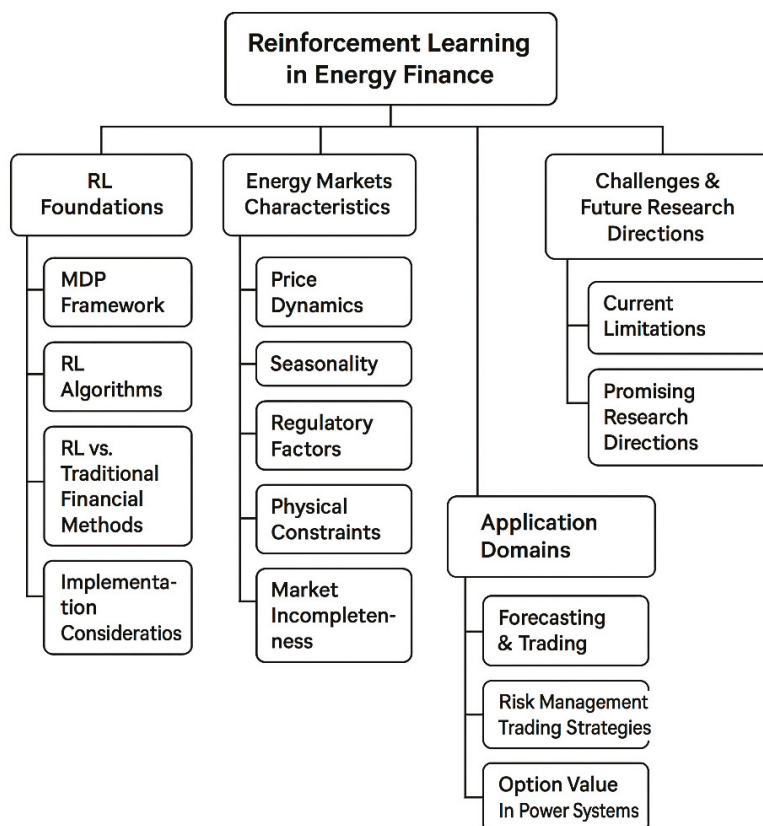 Reinforcement Learning
in Energy Finance
RL
Foundations
MDP
Framework
RL
Algorithms
RL vs.
Traditional
Financial
Methods
Implementa-
tion
Consideratios
Energy Markets
Characteristics
Price
Dynamics
Seasonality
Regulatory
Factors
Physical
Constraints
Market
Incompleten-
ness
Application
Domains
Forecasting
& Trading
Risk Management
Trading Strategies
Option Value
In Power Systems
Challenges &
Future Research
Directions
Current
Limitations
Promising
Research
Directions